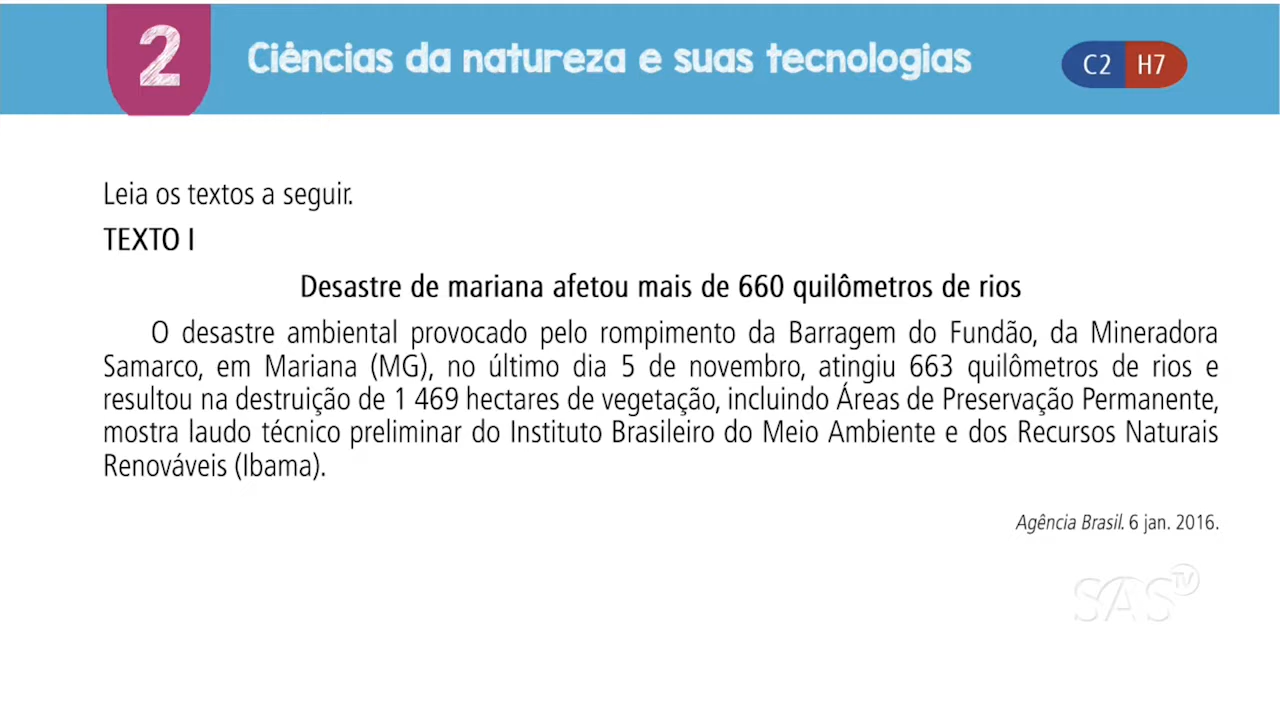 2
Ciências da natureza e suas tecnologias
C2 H7
Leia os textos a seguir.
TEXTO I
Desastre de mariana afetou mais de 660 quilômetros de rios
O desastre ambiental provocado pelo rompimento da Barragem do Fundão, da Mineradora
Samarco, em Mariana (MG), no último dia 5 de novembro, atingiu 663 quilômetros de rios e
resultou na destruição de 1 469 hectares de vegetação, incluindo Áreas de Preservação Permanente,
mostra laudo técnico preliminar do Instituto Brasileiro do Meio Ambiente e dos Recursos Naturais
Renováveis (Ibama).
Agência Brasil. 6 jan. 2016.
SAS TV